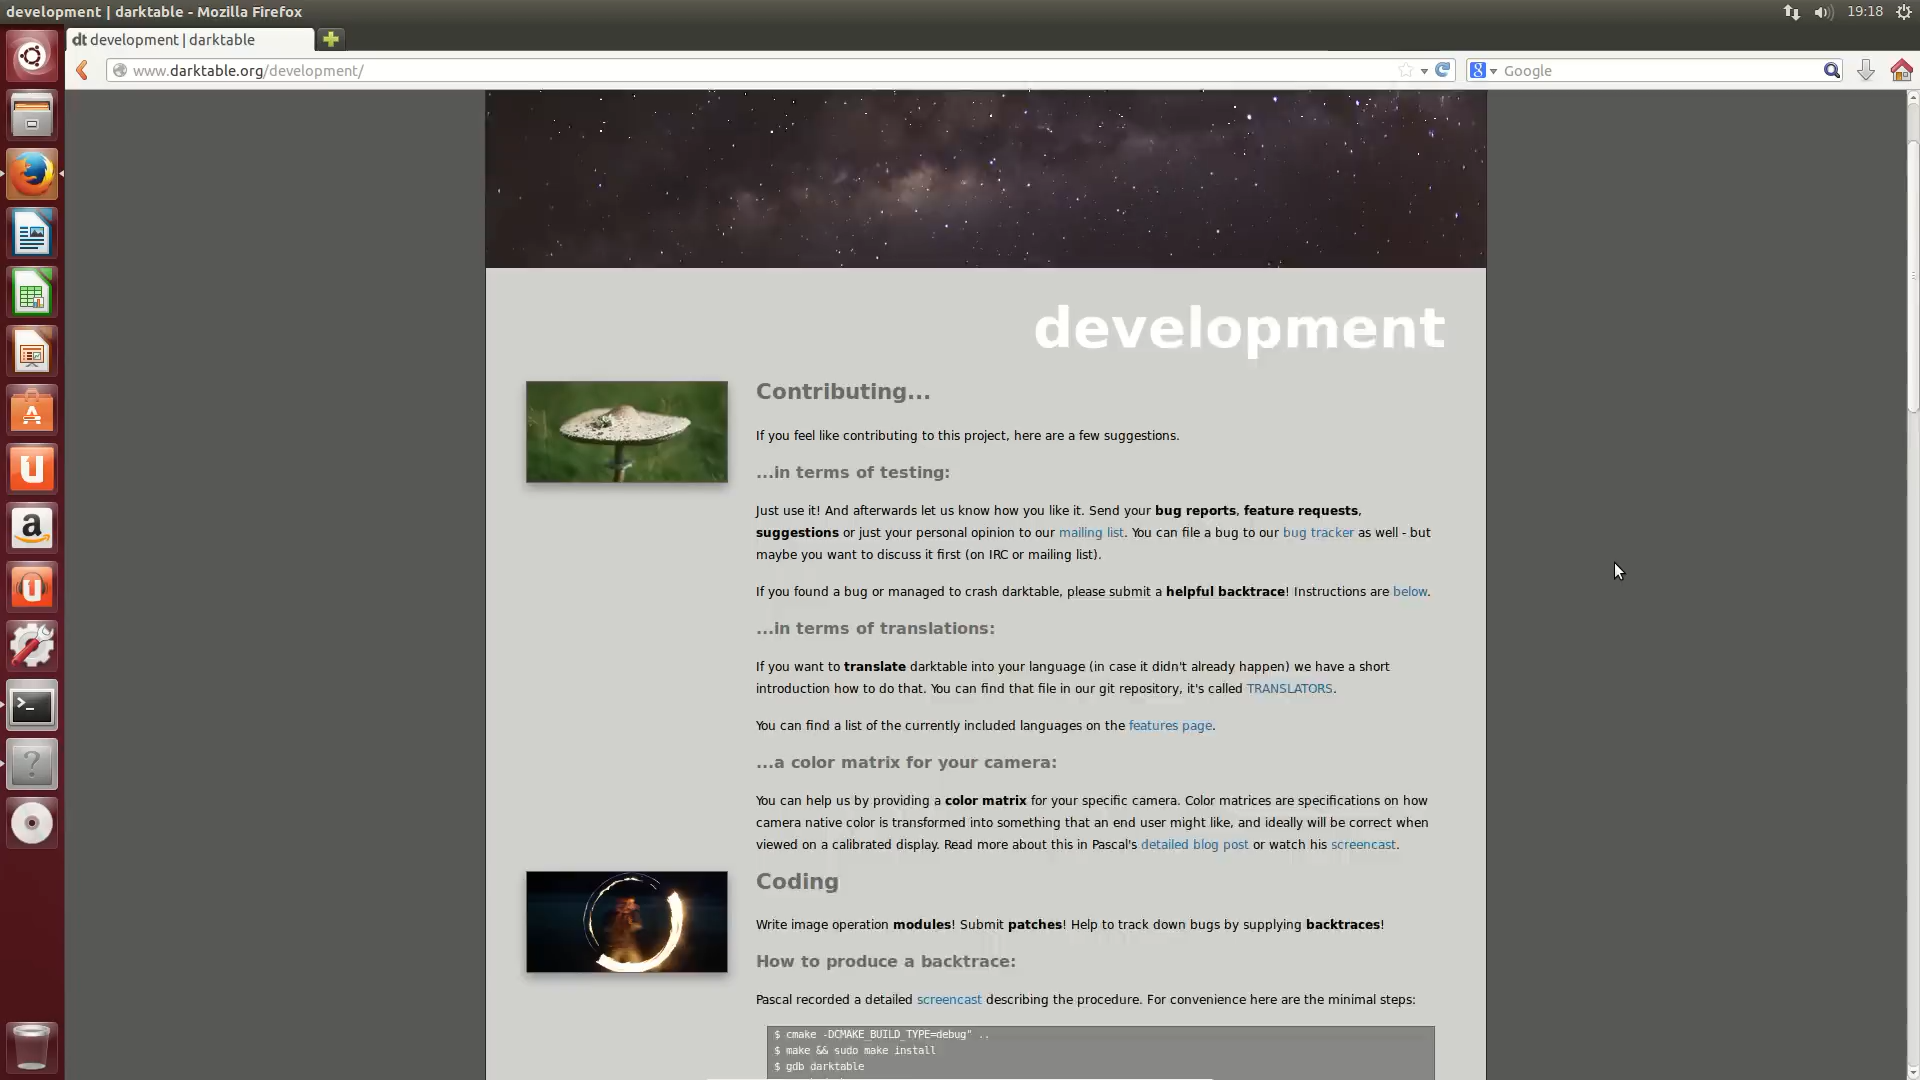 development | darktable - Mozilla Firefox
19:18
dt development | darktable
www.darktable.org/development/
8 Google
development
Contributing...
If you feel like contributing to this project, here are a few suggestions.
...in terms of testing:
Just use it! And afterwards let us know how you like it. Send your bug reports, feature requests,
suggestions or just your personal opinion to our mailing list. You can file a bug to our bug tracker as well - but
maybe you want to discuss it first (on IRC or mailing list).
If you found a bug or managed to crash darktable, please submit a helpful backtrace! Instructions are below.
...in terms of translations:
If you want to translate darktable into your language (in case it didn't already happen) we have a short
introduction how to do that. You can find that file in our git repository, it's called TRANSLATORS.
You can find a list of the currently included languages on the features page.
...a color matrix for your camera:
You can help us by providing a color matrix for your specific camera. Color matrices are specifications on how
camera native color is transformed into something that an end user might like, and ideally will be correct when
viewed on a calibrated display. Read more about this in Pascal's detailed blog post or watch his screencast.
Coding
Write image operation modules! Submit patches! Help to track down bugs by supplying backtraces!
How to produce a backtrace:
Pascal recorded a detailed screencast describing the procedure. For convenience here are the minimal steps:
$ cmake -DCMAKE_BUILD_TYPE=debug" ..
$ make && sudo make install
$ gdb darktable